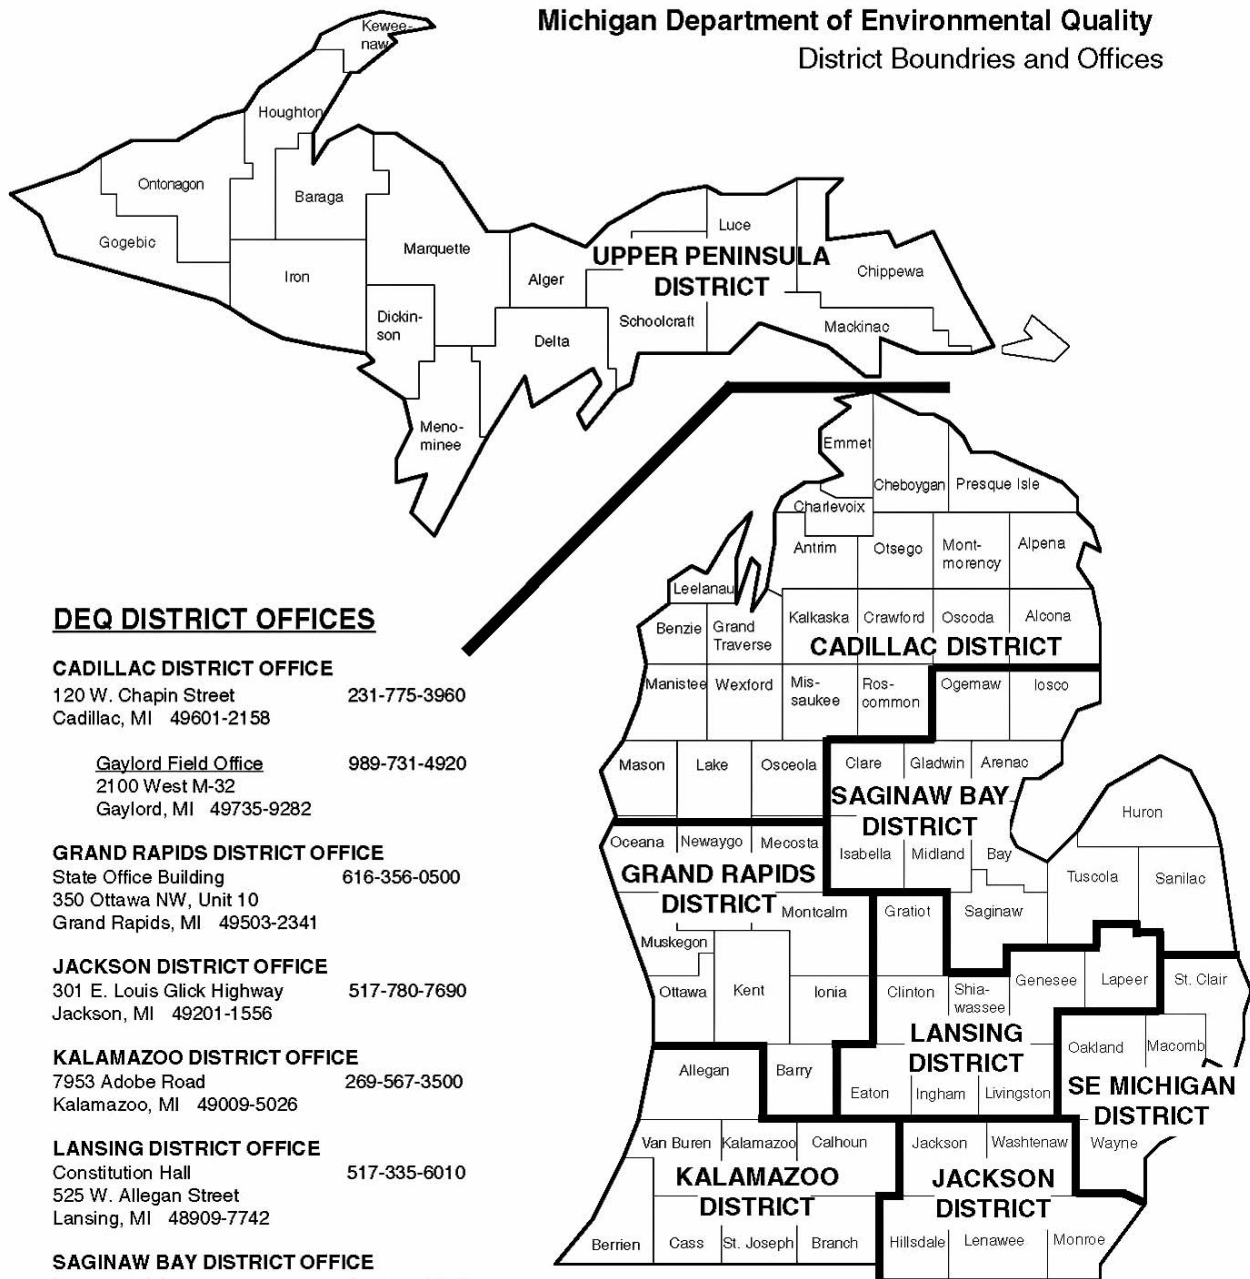 Michigan Department of Environmental Quality
District Boundries and Offices
Kewee-
naw
Houghton
Ontonagon
Baraga
Gogebic
Marquette
Iron
Luce
UPPER PENINSULA
DISTRICT
Alger
Chippewa
Dickin-
son
Schoolcraft
Mackinac
Delta
Meno-
minee
Emmet
Cheboygan
Presque Isle
Charlevoix
Antrim
Otsego
Mont-
morency
Alpena
Leelanau
Benzie
Grand
Traverse
Kalkaska
Crawford
Oscoda
Alcona
CADILLAC DISTRICT
Manistee
Wexford
Mis-
saukee
Ros-
common
Ogemaw
Iosco
Mason
Lake
Osceola
Clare
Gladwin
Arenac
SAGINAW BAY
DISTRICT
Huron
Oceana
Newaygo
Mecosta
Isabella
Midland
Bay
Tuscola
Sanilac
GRAND RAPIDS
DISTRICT
Montcalm
Gratiot
Saginaw
Muskegon
Ottawa
Kent
Ionia
Clinton
Shia-
wassee
Genesee
Lapeer
St. Clair
LANSING
DISTRICT
Oakland
Macomb
Allegan
Barry
Eaton
Ingham
Livingston
SE MICHIGAN
DISTRICT
Van Buren
Kalamazoo
Calhoun
Jackson
Washtenaw
Wayne
KALAMAZOO
DISTRICT
JACKSON
DISTRICT
Berrien
Cass
St. Joseph
Branch
Hillsdale
Lenawee
Monroe
DEQ DISTRICT OFFICES
CADILLAC DISTRICT OFFICE
120 W. Chapin Street 231-775-3960
Cadillac, MI 49601-2158
Gaylord Field Office 989-731-4920
2100 West M-32
Gaylord, MI 49735-9282
GRAND RAPIDS DISTRICT OFFICE
State Office Building 616-356-0500
350 Ottawa NW, Unit 10
Grand Rapids, MI 49503-2341
JACKSON DISTRICT OFFICE
301 E. Louis Glick Highway 517-780-7690
Jackson, MI 49201-1556
KALAMAZOO DISTRICT OFFICE
7953 Adobe Road 269-567-3500
Kalamazoo, MI 49009-5026
LANSING DISTRICT OFFICE
Constitution Hall 517-335-6010
525 W. Allegan Street
Lansing, MI 48909-7742
SAGINAW BAY DISTRICT OFFICE